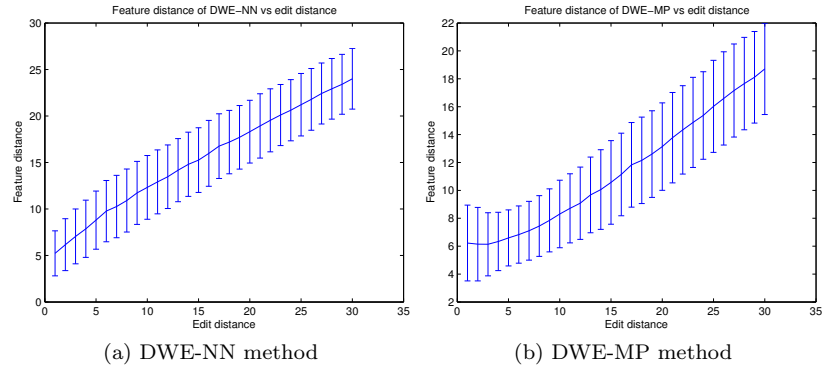 Feature distance of DWE−NN vs edit distance
30
25
20
15
10
5
0
0 5 10 15 20 25 30 35
Feature distance
Edit distance
(a) DWE-NN method
Feature distance of DWE−MP vs edit distance
22
20
18
16
14
12
10
8
6
4
2
0 5 10 15 20 25 30 35
Feature distance
Edit distance
(b) DWE-MP method